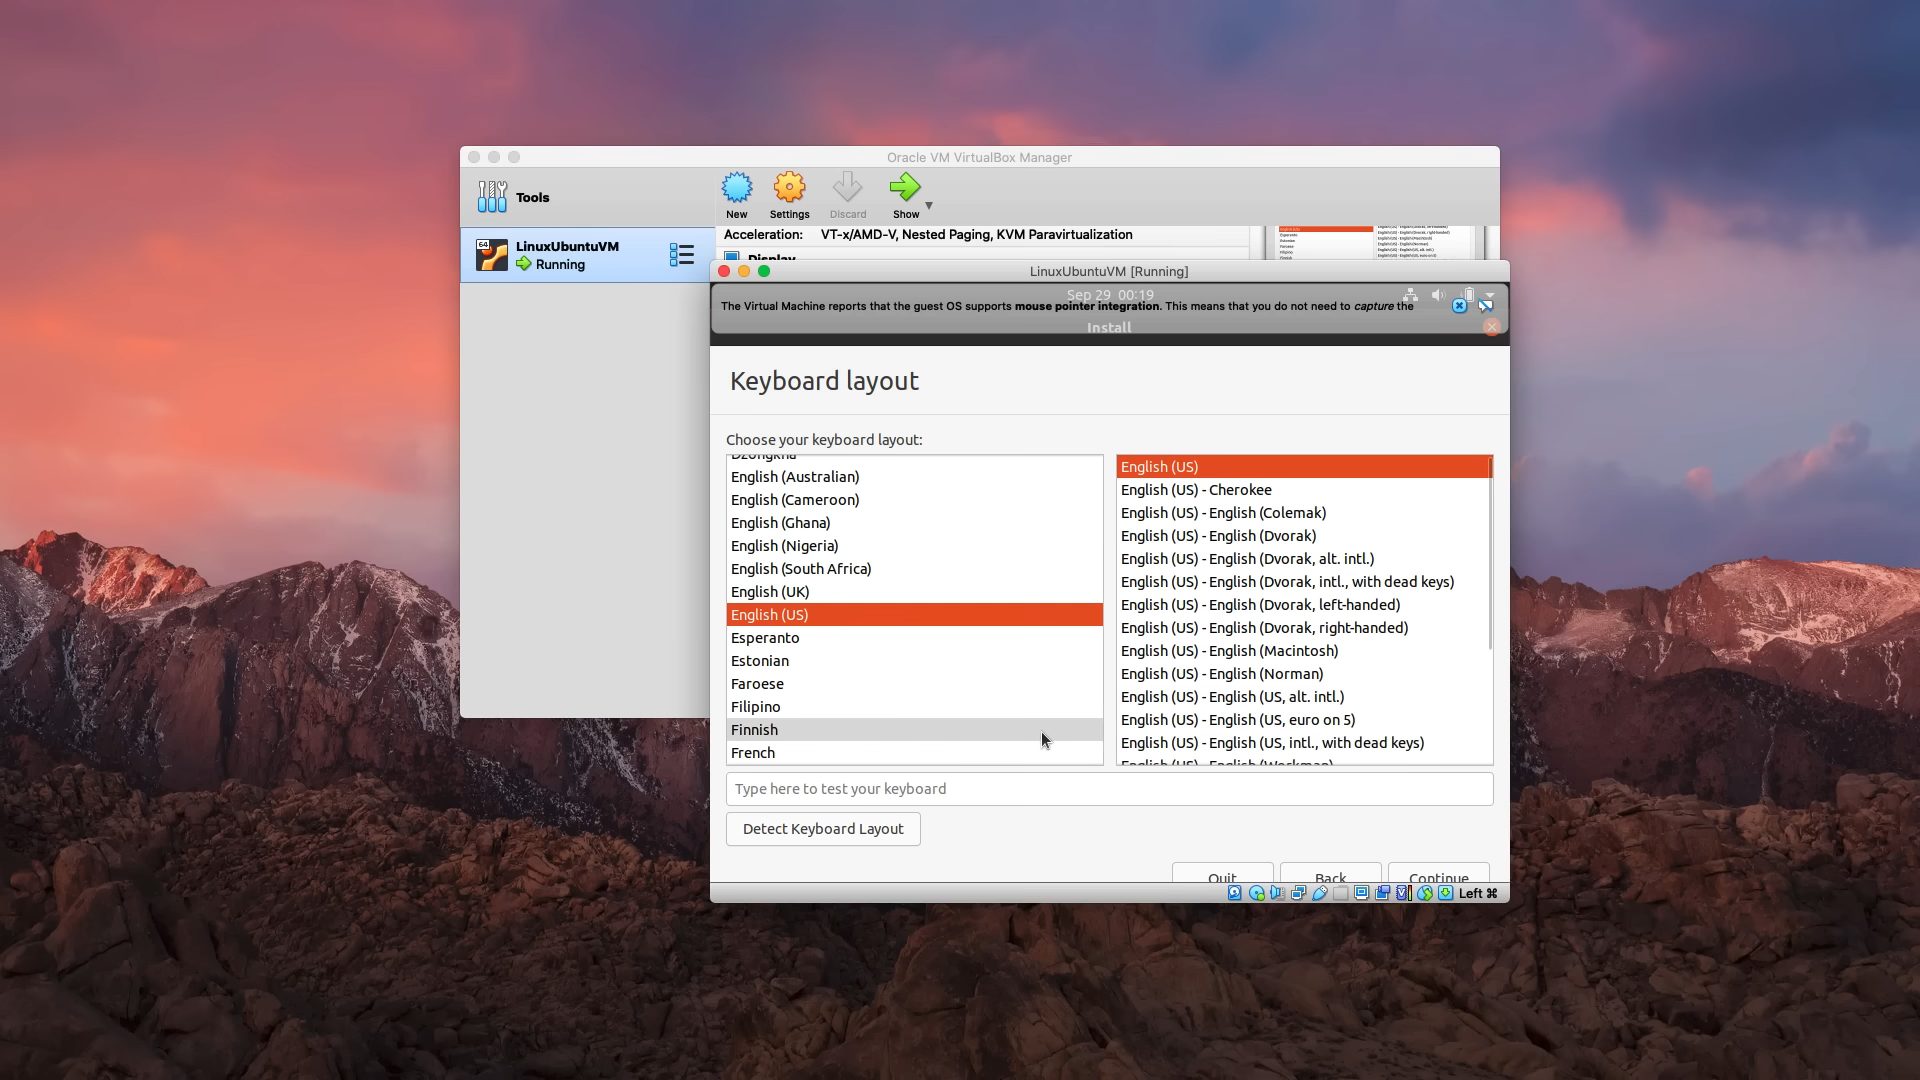 Oracle VM VirtualBox Manager
Tools
New
Settings
Discard
Show
LinuxUbuntuVM
Running
64
Acceleration: VT-x/AMD-V, Nested Paging, KVM Paravirtualization
Display
LinuxUbuntuVM [Running]
Sep 29 00:19
The Virtual Machine reports that the guest OS supports mouse pointer integration. This means that you do not need to capture the
Install
Keyboard layout
Choose your keyboard layout:
Dzongkha
English (Australian)
English (Cameroon)
English (Ghana)
English (Nigeria)
English (South Africa)
English (UK)
English (US)
Esperanto
Estonian
Faroese
Filipino
Finnish
French
English (US)
English (US) - Cherokee
English (US) - English (Colemak)
English (US) - English (Dvorak)
English (US) - English (Dvorak, alt. intl.)
English (US) - English (Dvorak, intl., with dead keys)
English (US) - English (Dvorak, left-handed)
English (US) - English (Dvorak, right-handed)
English (US) - English (Macintosh)
English (US) - English (Norman)
English (US) - English (US, alt. intl.)
English (US) - English (US, euro on 5)
English (US) - English (US, intl., with dead keys)
English (US) - English (Workman)
Type here to test your keyboard
Detect Keyboard Layout
Quit
Back
Continue
Left ⌘